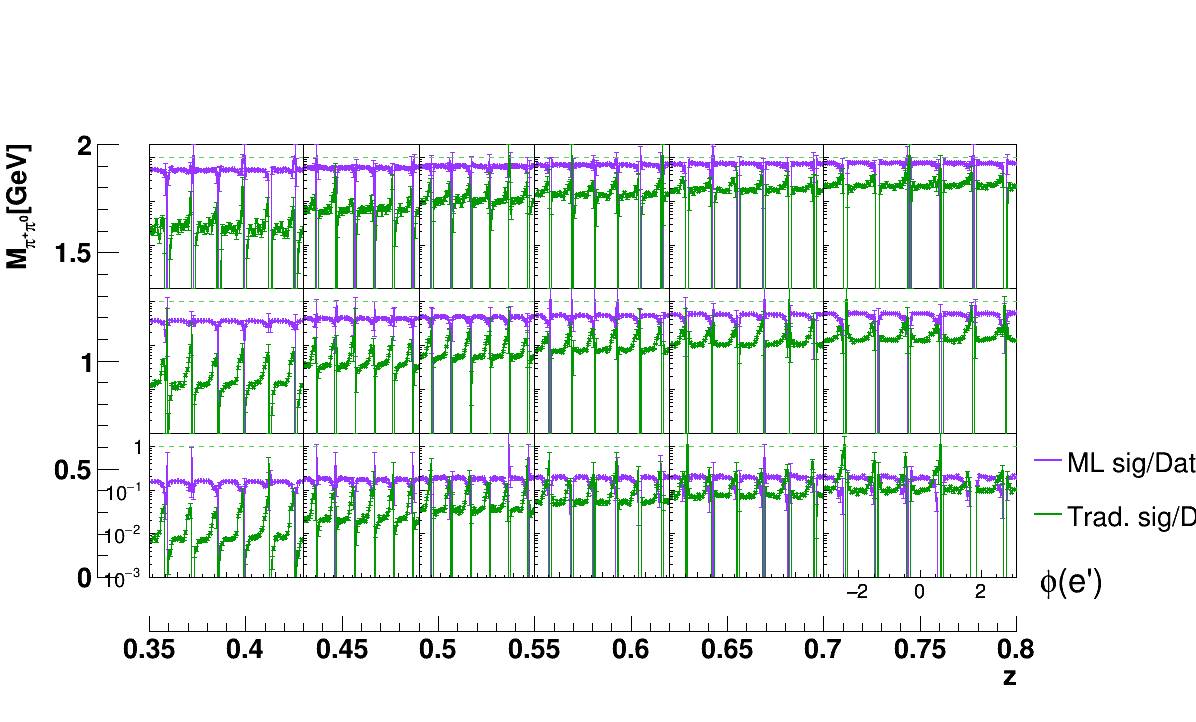 M_{π⁺π⁰}[GeV]
2
1.5
1
0.5
0
1
10⁻¹
10⁻²
10⁻³
ML sig/Dat
Trad. sig/D
−2 0 2
ϕ(e')
0.35 0.4 0.45 0.5 0.55 0.6 0.65 0.7 0.75 0.8
z